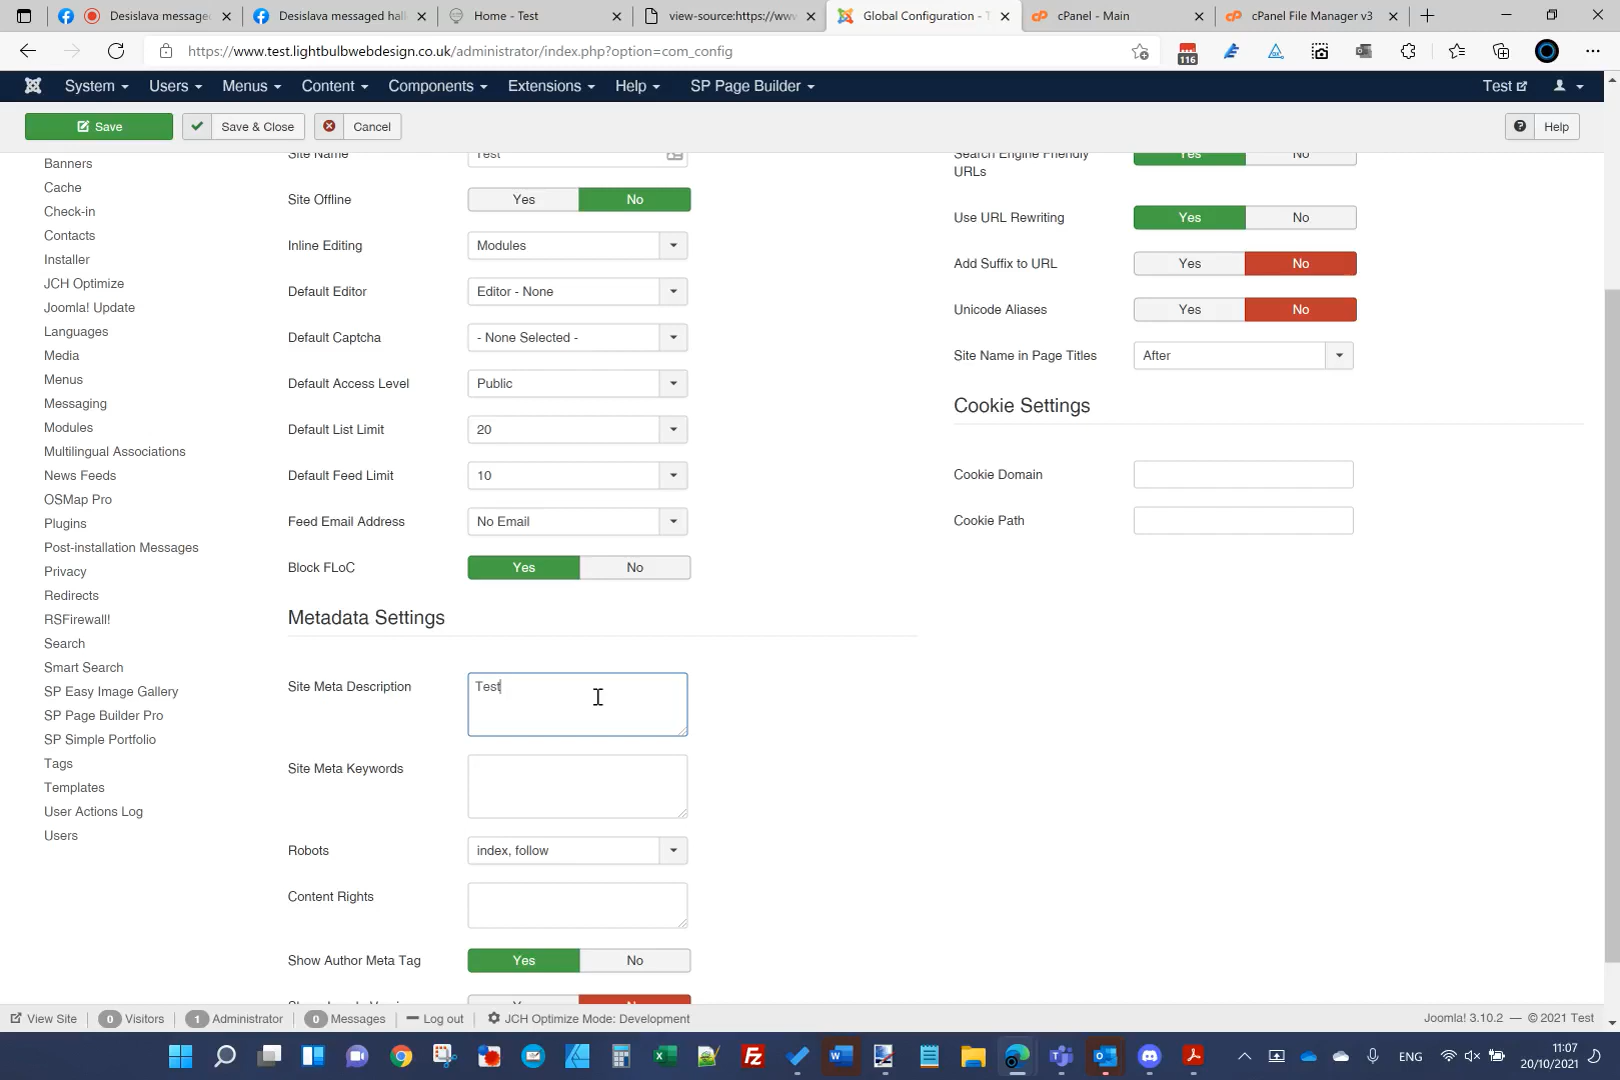 Desislava message
Desislava messaged hall
Home - Test
view-source:https://www
Global Configuration - T
cPanel - Main
cPanel File Manager v3
https://www.test.lightbulbwebdesign.co.uk/administrator/index.php?option=com_config
116
System
Users
Menus
Content
Components
Extensions
Help
SP Page Builder
Test
Save
Save & Close
Cancel
Help
Banners
Cache
Check-in
Contacts
Installer
JCH Optimize
Joomla! Update
Languages
Media
Menus
Messaging
Modules
Multilingual Associations
News Feeds
OSMap Pro
Plugins
Post-installation Messages
Privacy
Redirects
RSFirewall!
Search
Smart Search
SP Easy Image Gallery
SP Page Builder Pro
SP Simple Portfolio
Tags
Templates
User Actions Log
Users
Site Name Test
Site Offline Yes No
Inline Editing Modules
Default Editor Editor - None
Default Captcha - None Selected -
Default Access Level Public
Default List Limit 20
Default Feed Limit 10
Feed Email Address No Email
Block FLoC Yes No
Metadata Settings
Site Meta Description Test
Site Meta Keywords
Robots index, follow
Content Rights
Show Author Meta Tag Yes No
Search Engine Friendly
URLs Yes No
Use URL Rewriting Yes No
Add Suffix to URL Yes No
Unicode Aliases Yes No
Site Name in Page Titles After
Cookie Settings
Cookie Domain
Cookie Path
View Site
0 Visitors
1 Administrator
0 Messages
Log out
JCH Optimize Mode: Development
Joomla! 3.10.2 — © 2021 Test
ENG
11:07
20/10/2021